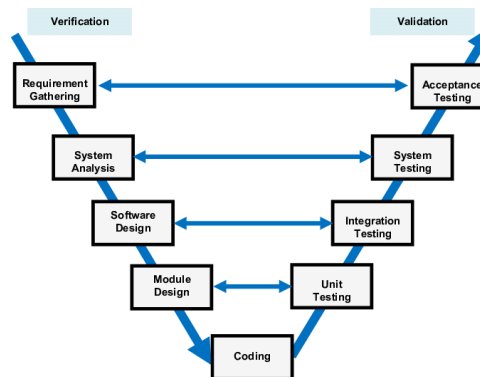 Verification
Validation
Requirement
Gathering
Acceptance
Testing
System
Analysis
System
Testing
Software
Design
Integration
Testing
Module
Design
Unit
Testing
Coding